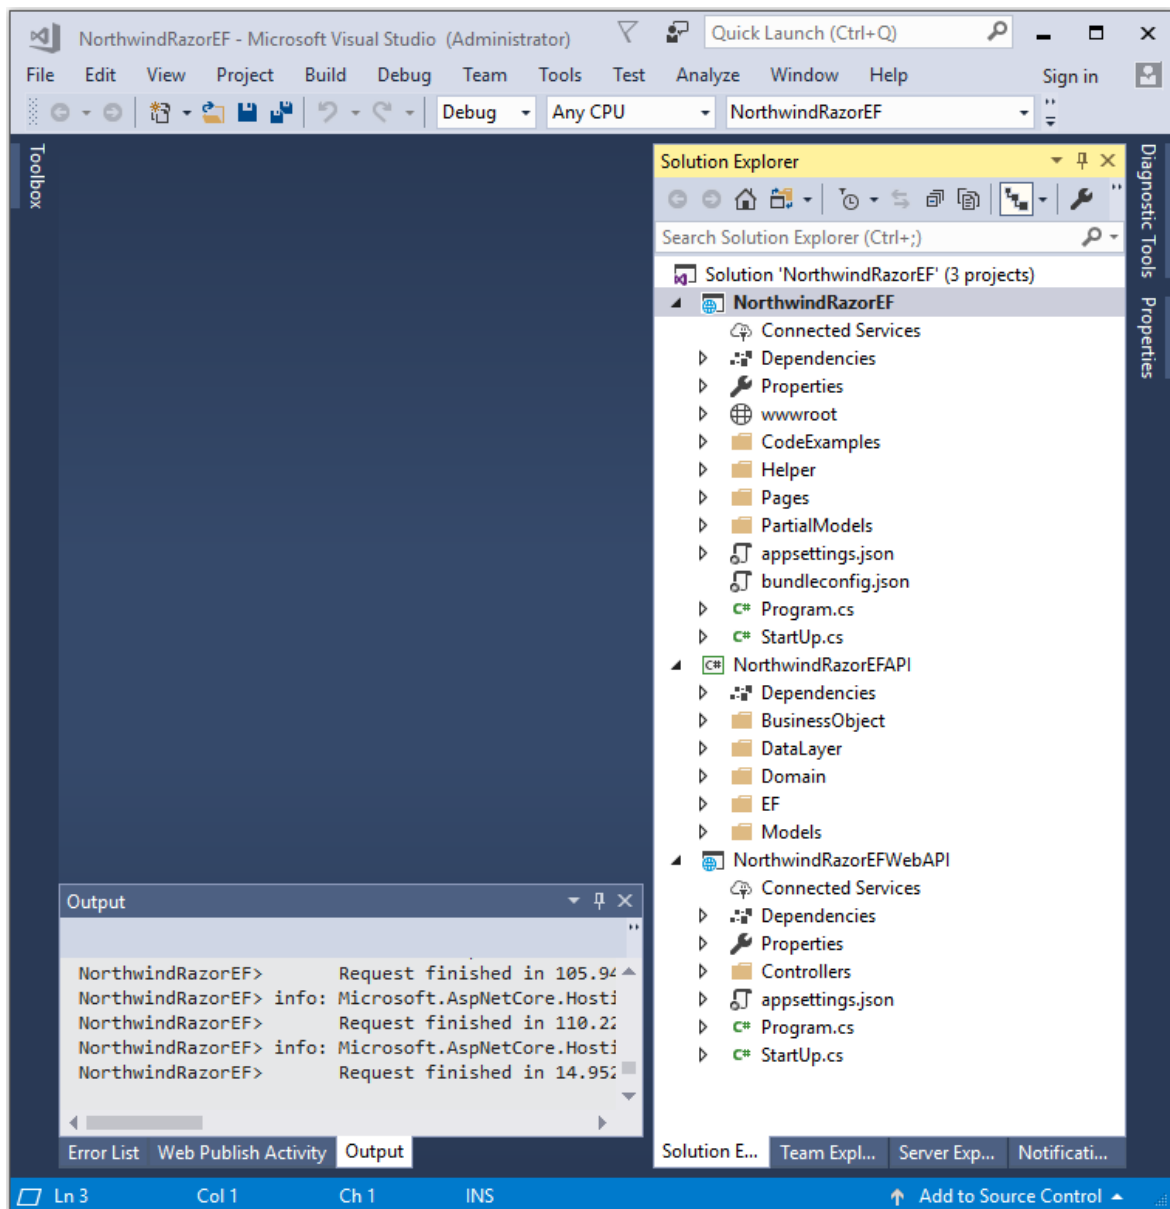 NorthwindRazorEF - Microsoft Visual Studio (Administrator)
Quick Launch (Ctrl+Q)
File Edit View Project Build Debug Team Tools Test Analyze Window Help Sign in
Debug Any CPU NorthwindRazorEF
Toolbox
Solution Explorer
Search Solution Explorer (Ctrl+;)
Solution 'NorthwindRazorEF' (3 projects)
NorthwindRazorEF
Connected Services
Dependencies
Properties
wwwroot
CodeExamples
Helper
Pages
PartialModels
appsettings.json
bundleconfig.json
C# Program.cs
C# StartUp.cs
C# NorthwindRazorEFAPI
Dependencies
BusinessObject
DataLayer
Domain
EF
Models
NorthwindRazorEFWebAPI
Connected Services
Dependencies
Properties
Controllers
appsettings.json
C# Program.cs
C# StartUp.cs
Diagnostic Tools
Properties
Output
NorthwindRazorEF> Request finished in 105.94
NorthwindRazorEF> info: Microsoft.AspNetCore.Hosti
NorthwindRazorEF> Request finished in 110.22
NorthwindRazorEF> info: Microsoft.AspNetCore.Hosti
NorthwindRazorEF> Request finished in 14.952
Error List Web Publish Activity Output
Solution E... Team Expl... Server Exp... Notificati...
Ln 3 Col 1 Ch 1 INS Add to Source Control